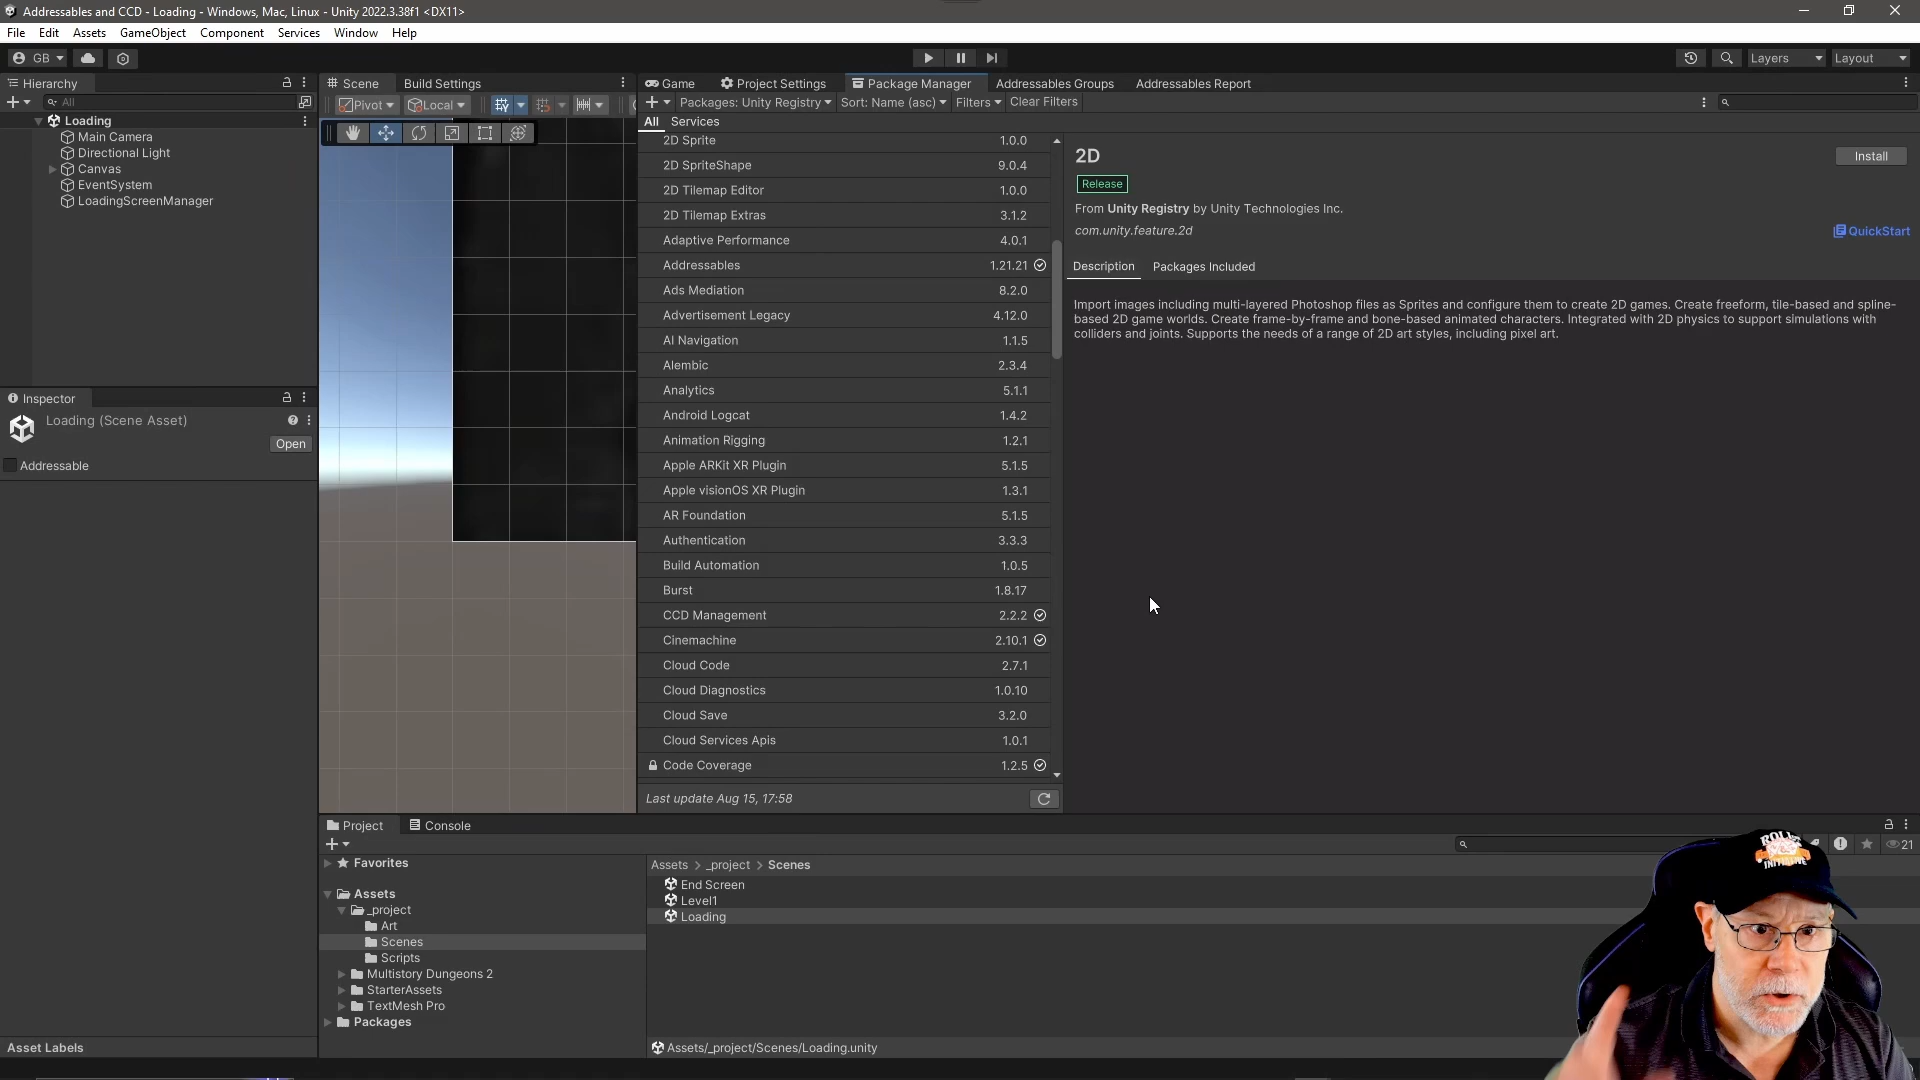 Addressables and CCD - Loading - Windows, Mac, Linux - Unity 2022.3.38f1 <DX11>
File Edit Assets GameObject Component Services Window Help
GB
Layers Layout
Hierarchy
All
Loading
Main Camera
Directional Light
Canvas
EventSystem
LoadingScreenManager
Inspector
Loading (Scene Asset)
Open
Addressable
Asset Labels
Scene Build Settings
Pivot Local
Game Project Settings Package Manager Addressables Groups Addressables Report
Packages: Unity Registry Sort: Name (asc) Filters Clear Filters
All Services
2D Sprite 1.0.0
2D SpriteShape 9.0.4
2D Tilemap Editor 1.0.0
2D Tilemap Extras 3.1.2
Adaptive Performance 4.0.1
Addressables 1.21.21
Ads Mediation 8.2.0
Advertisement Legacy 4.12.0
AI Navigation 1.1.5
Alembic 2.3.4
Analytics 5.1.1
Android Logcat 1.4.2
Animation Rigging 1.2.1
Apple ARKit XR Plugin 5.1.5
Apple visionOS XR Plugin 1.3.1
AR Foundation 5.1.5
Authentication 3.3.3
Build Automation 1.0.5
Burst 1.8.17
CCD Management 2.2.2
Cinemachine 2.10.1
Cloud Code 2.7.1
Cloud Diagnostics 1.0.10
Cloud Save 3.2.0
Cloud Services Apis 1.0.1
Code Coverage 1.2.5
Last update Aug 15, 17:58
2D
Install
Release
From Unity Registry by Unity Technologies Inc.
com.unity.feature.2d
QuickStart
Description Packages Included
Import images including multi-layered Photoshop files as Sprites and configure them to create 2D games. Create freeform, tile-based and spline-
based 2D game worlds. Create frame-by-frame and bone-based animated characters. Integrated with 2D physics to support simulations with
colliders and joints. Supports the needs of a range of 2D art styles, including pixel art.
Project Console
21
Favorites
Assets
_project
Art
Scenes
Scripts
Multistory Dungeons 2
StarterAssets
TextMesh Pro
Packages
Assets > _project > Scenes
End Screen
Level1
Loading
Assets/_project/Scenes/Loading.unity
ROLL
INITIATIVE